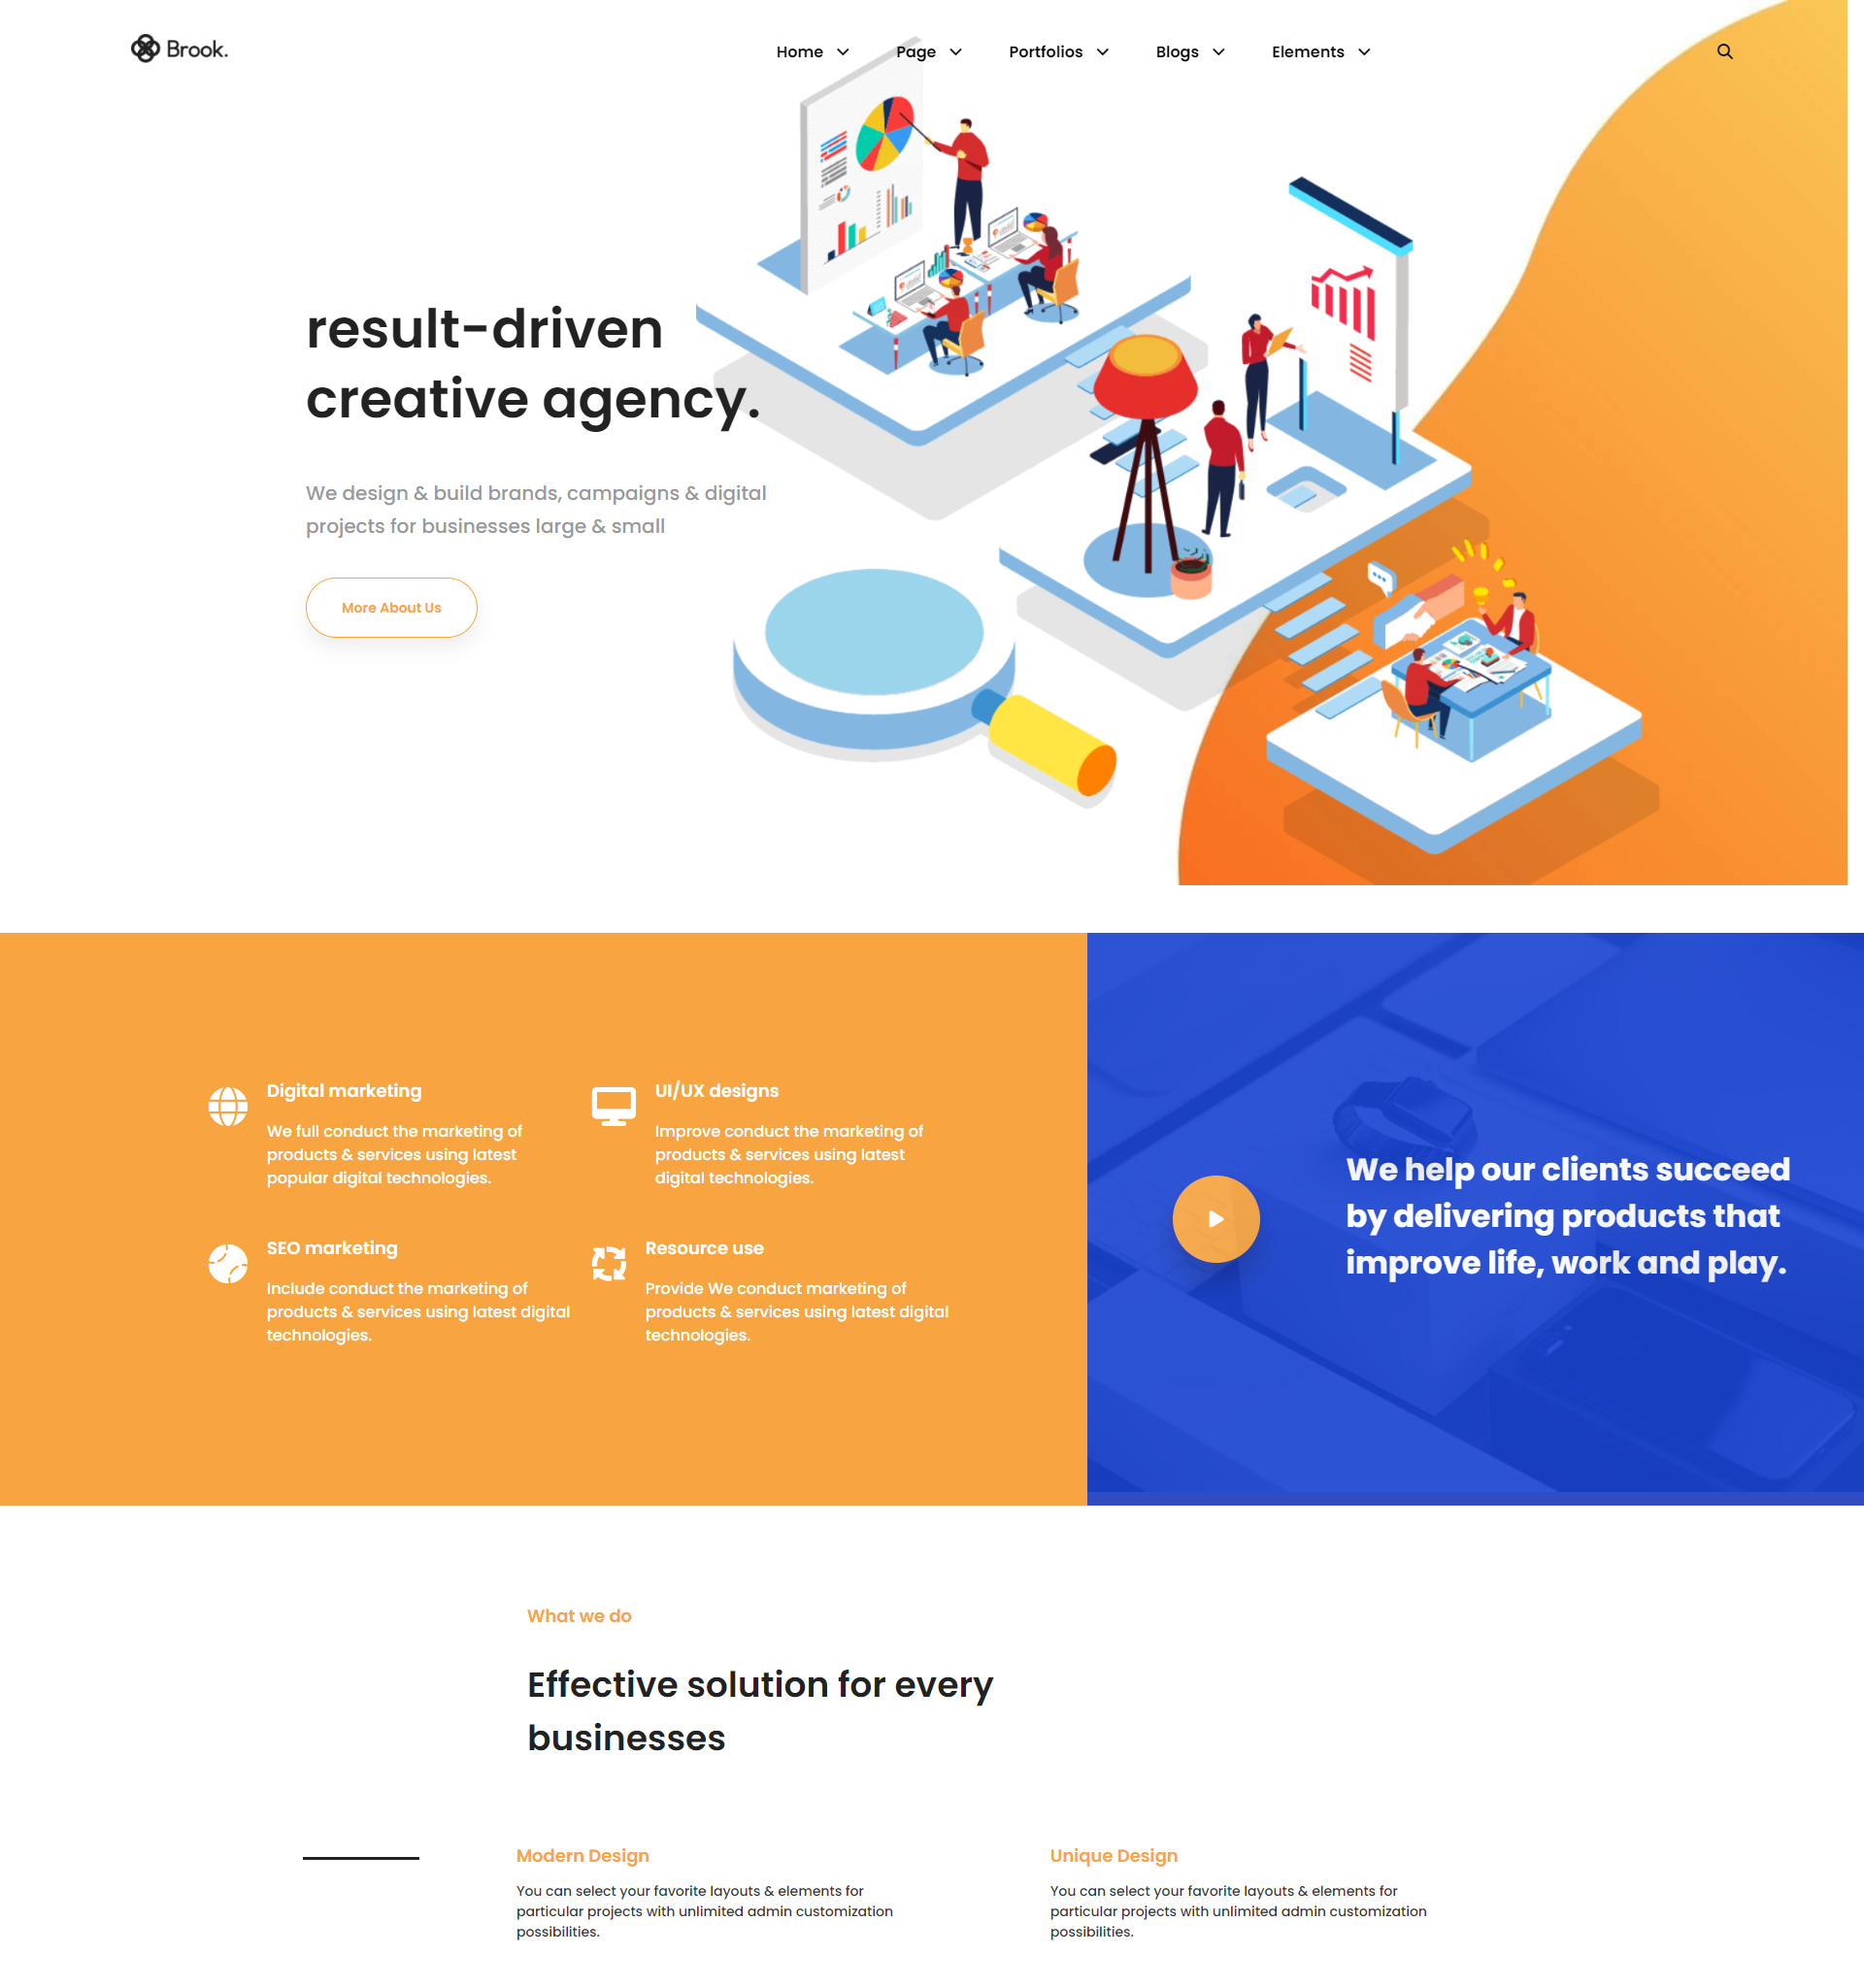 Brook.
Home
Page
Portfolios
Blogs
Elements
result-driven
creative agency.
We design & build brands, campaigns & digital
projects for businesses large & small
More About Us
Digital marketing
We full conduct the marketing of
products & services using latest
popular digital technologies.
UI/UX designs
Improve conduct the marketing of
products & services using latest
digital technologies.
SEO marketing
Include conduct the marketing of
products & services using latest digital
technologies.
Resource use
Provide We conduct marketing of
products & services using latest digital
technologies.
We help our clients succeed
by delivering products that
improve life, work and play.
What we do
Effective solution for every
businesses
Modern Design
You can select your favorite layouts & elements for
particular projects with unlimited admin customization
possibilities.
Unique Design
You can select your favorite layouts & elements for
particular projects with unlimited admin customization
possibilities.